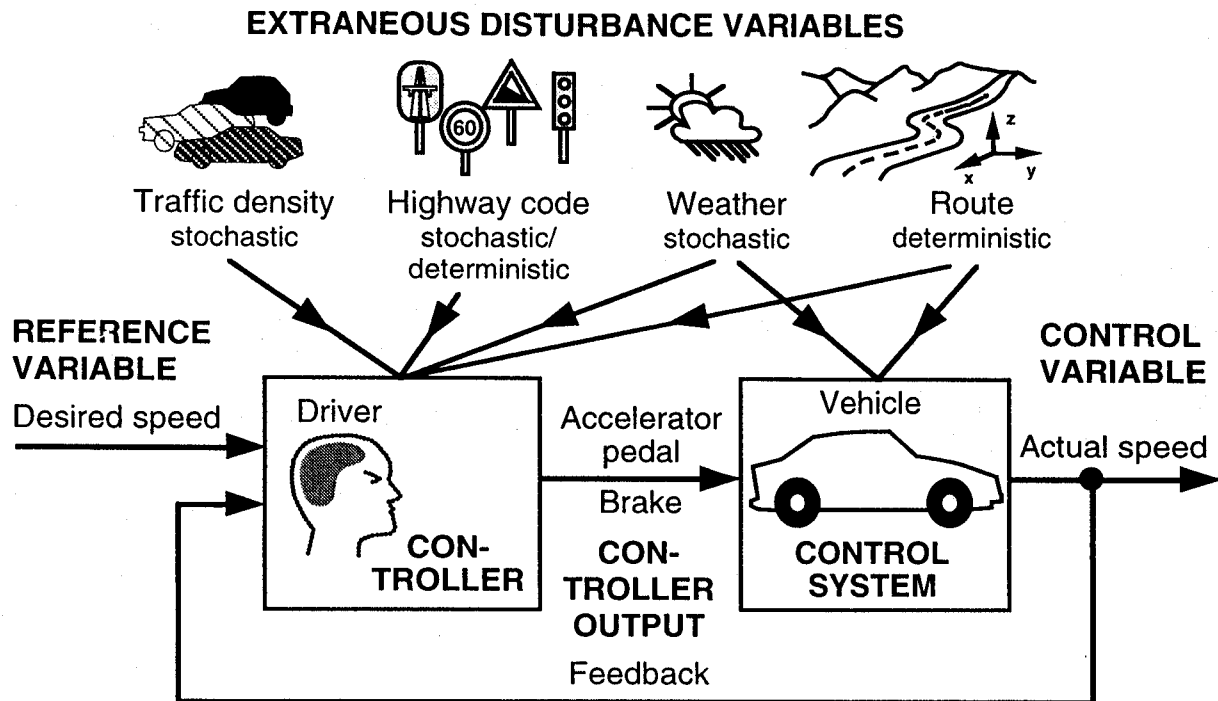 EXTRANEOUS DISTURBANCE VARIABLES
60
z
x
y
Traffic density
stochastic
Highway code
stochastic/
deterministic
Weather
stochastic
Route
deterministic
REFERENCE
VARIABLE
Desired speed
Driver
CON-
TROLLER
Accelerator
pedal
Brake
CON-
TROLLER
OUTPUT
Vehicle
CONTROL
SYSTEM
CONTROL
VARIABLE
Actual speed
Feedback